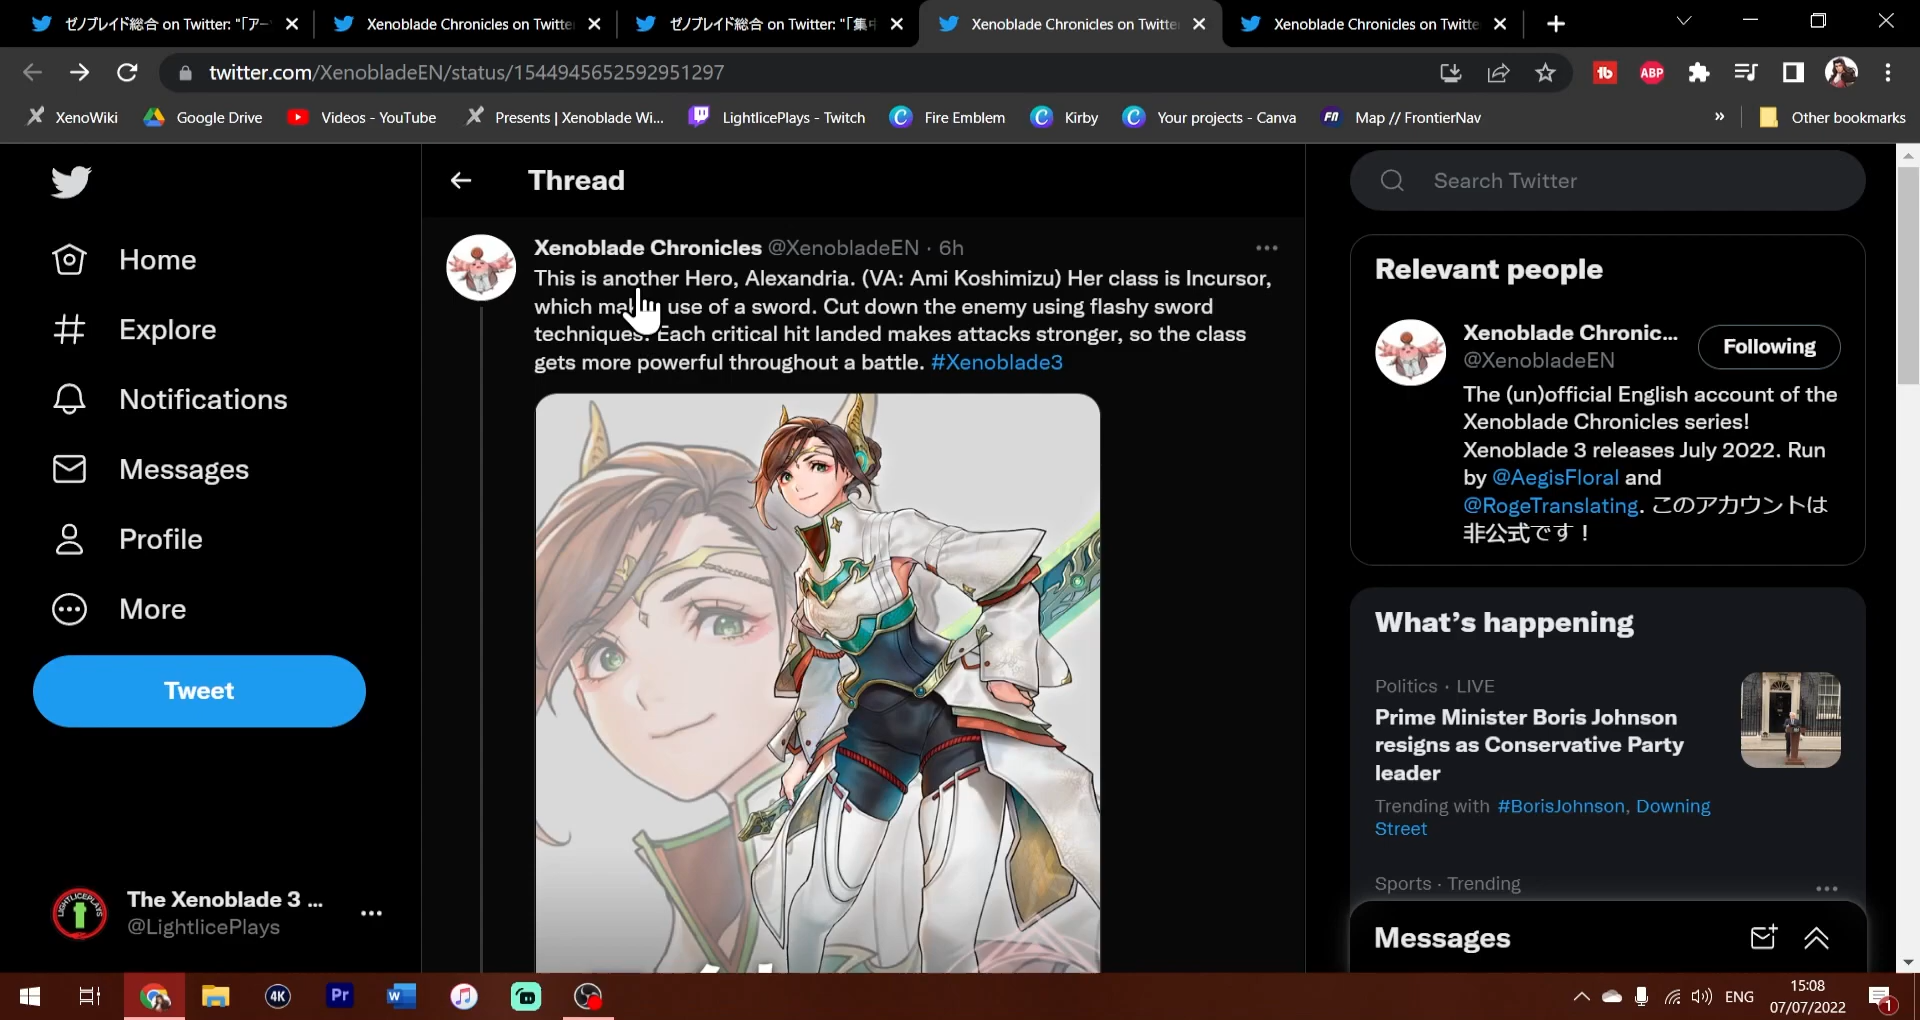 ゼノブレイド総合 on Twitter: "「アー
Xenoblade Chronicles on Twitte
ゼノブレイド総合 on Twitter: "「集中
Xenoblade Chronicles on Twitte
Xenoblade Chronicles on Twitte
twitter.com/XenobladeEN/status/1544945652592951297
ABP
XenoWiki
Google Drive
Videos - YouTube
Presents | Xenoblade Wi...
LightlicePlays - Twitch
Fire Emblem
Kirby
Your projects - Canva
FN
Map // FrontierNav
»
Other bookmarks
Home
Explore
Notifications
Messages
Profile
More
Tweet
The Xenoblade 3 ...
@LightlicePlays
Thread
Xenoblade Chronicles @XenobladeEN · 6h
This is another Hero, Alexandria. (VA: Ami Koshimizu) Her class is Incursor,
which use of a sword. Cut down the enemy using flashy sword
techniques. Each critical hit landed makes attacks stronger, so the class
gets more powerful throughout a battle. #Xenoblade3
Search Twitter
Relevant people
Xenoblade Chronic...
Following
@XenobladeEN
The (un)official English account of the
Xenoblade Chronicles series!
Xenoblade 3 releases July 2022. Run
by @AegisFloral and
@RogeTranslating. このアカウントは
非公式です！
What's happening
Politics · LIVE
Prime Minister Boris Johnson
resigns as Conservative Party
leader
Trending with #BorisJohnson, Downing
Street
Sports · Trending
Messages
4K
Pr
W
ENG
15:08
07/07/2022
1